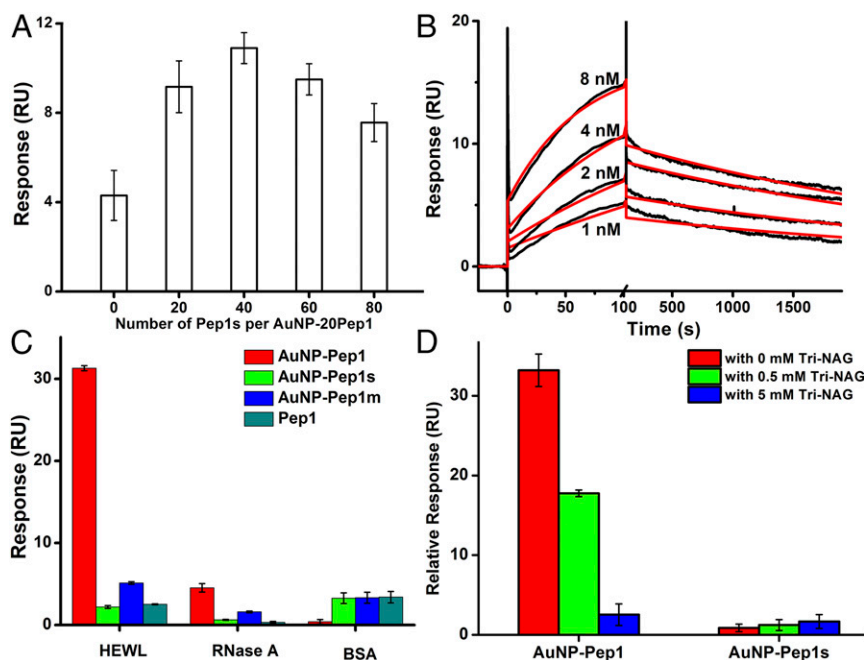 A
12
8
4
0
Response (RU)
0 20 40 60 80
Number of Pep1s per AuNP-20Pep1
B
20
10
0
Response (RU)
8 nM
4 nM
2 nM
1 nM
0 50 100 500 1000 1500
Time (s)
C
30
20
10
0
Response (RU)
AuNP-Pep1
AuNP-Pep1s
AuNP-Pep1m
Pep1
HEWL RNase A BSA
D
30
20
10
0
Relative Response (RU)
with 0 mM Tri-NAG
with 0.5 mM Tri-NAG
with 5 mM Tri-NAG
AuNP-Pep1 AuNP-Pep1s